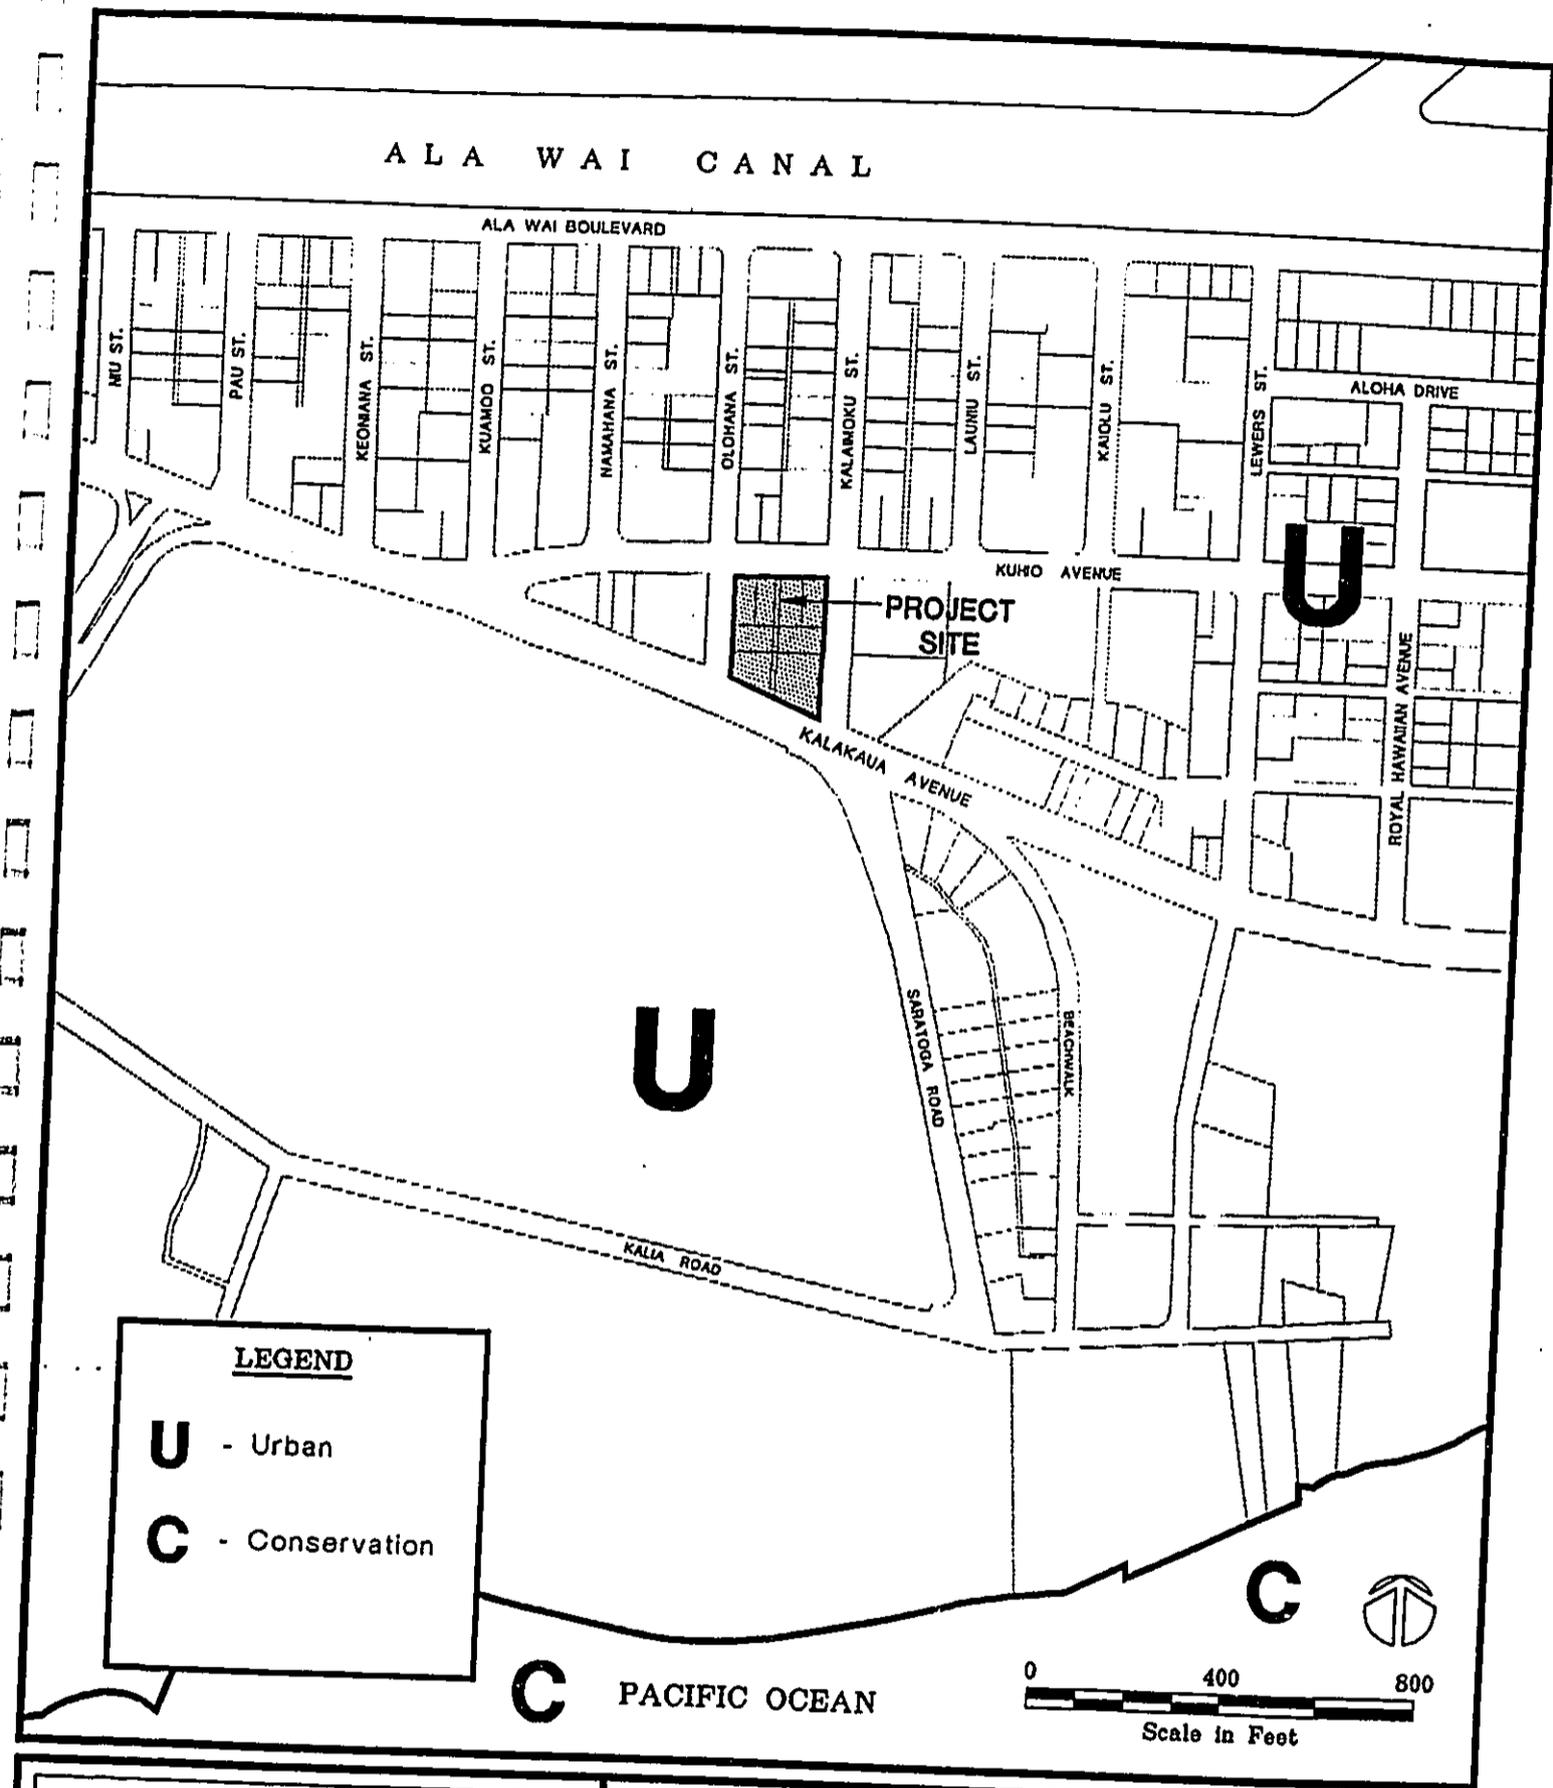 ALA WAI CANAL
ALA WAI BOULEVARD
MU ST.
PAU ST.
KEONIANA ST.
KUAMOO ST.
NAMAHANA ST.
OLOHANA ST.
KALAIMOKU ST.
LAUNIU ST.
KAIOLU ST.
LEWERS ST.
ALOHA DRIVE
KUHIO AVENUE
U
PROJECT
SITE
ROYAL HAWAIIAN AVENUE
KALAKAUA AVENUE
SARATOGA ROAD
BEACHWALK
U
KALIA ROAD
LEGEND
U - Urban
C - Conservation
C
C
PACIFIC OCEAN
0 400 800
Scale in Feet